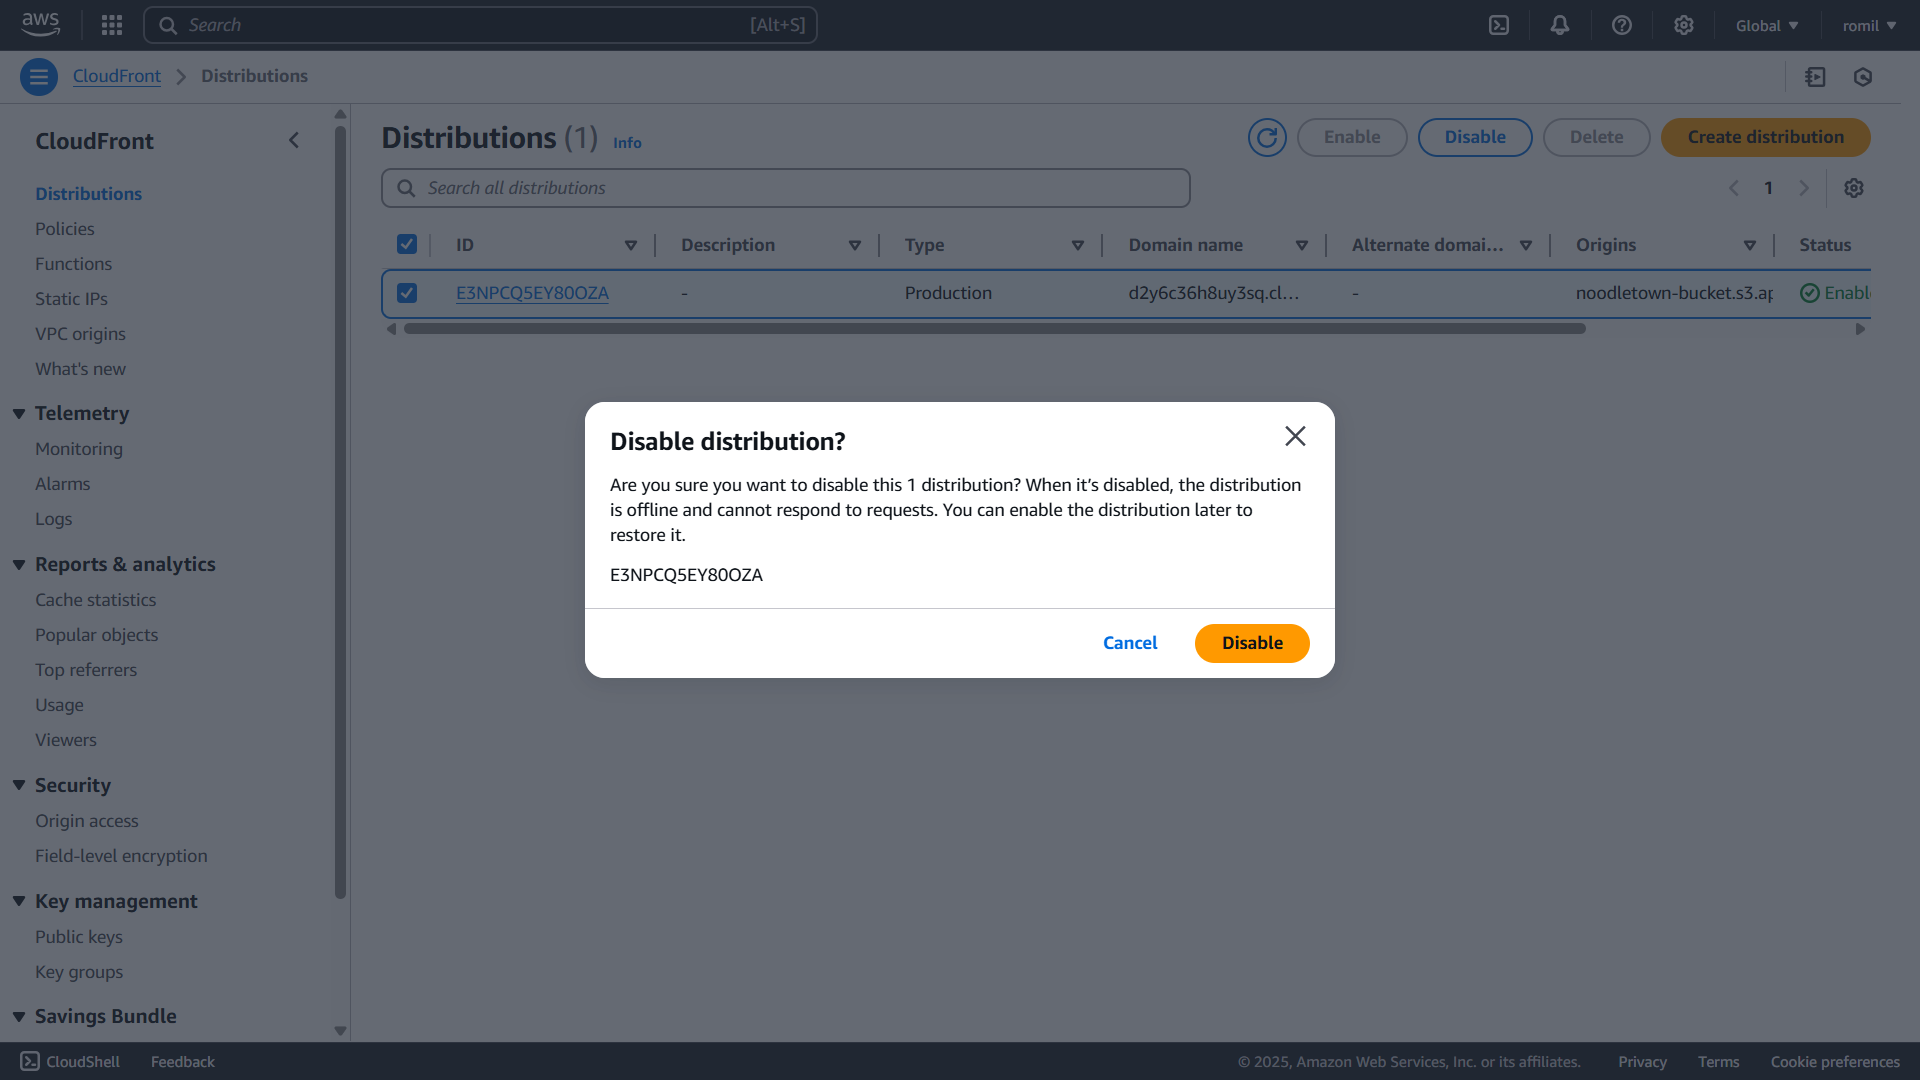 aws
Search [Alt+S]
Global
romil
CloudFront
Distributions
CloudFront
Distributions
Policies
Functions
Static IPs
VPC origins
What's new
Telemetry
Monitoring
Alarms
Logs
Reports & analytics
Cache statistics
Popular objects
Top referrers
Usage
Viewers
Security
Origin access
Field-level encryption
Key management
Public keys
Key groups
Savings Bundle
Distributions (1) Info
Enable
Disable
Delete
Create distribution
Search all distributions
1
ID Description Type Domain name Alternate domai... Origins Status
E3NPCQ5EY80OZA - Production d2y6c36h8uy3sq.cl... - noodletown-bucket.s3.ap Enabl
Disable distribution?
Are you sure you want to disable this 1 distribution? When it’s disabled, the distribution
is offline and cannot respond to requests. You can enable the distribution later to
restore it.
E3NPCQ5EY80OZA
Cancel
Disable
CloudShell
Feedback
© 2025, Amazon Web Services, Inc. or its affiliates.
Privacy
Terms
Cookie preferences